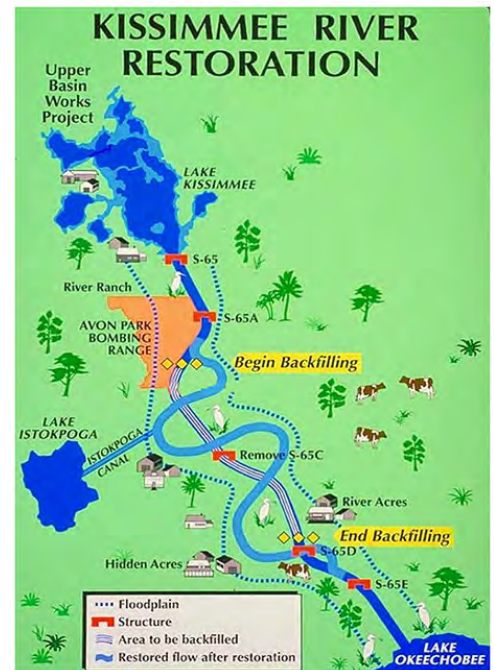 KISSIMMEE RIVER
RESTORATION
Upper
Basin
Works
Project
LAKE
KISSIMMEE
S-65
River Ranch
S-65A
AVON PARK
BOMBING
RANGE
Begin Backfilling
LAKE
ISTOKPOGA
ISTOKPOGA
CANAL
Remove S-65C
River Acres
End Backfilling
S-65D
Hidden Acres
S-65E
Floodplain
Structure
Area to be backfilled
Restored flow after restoration
LAKE
OKEECHOBEE